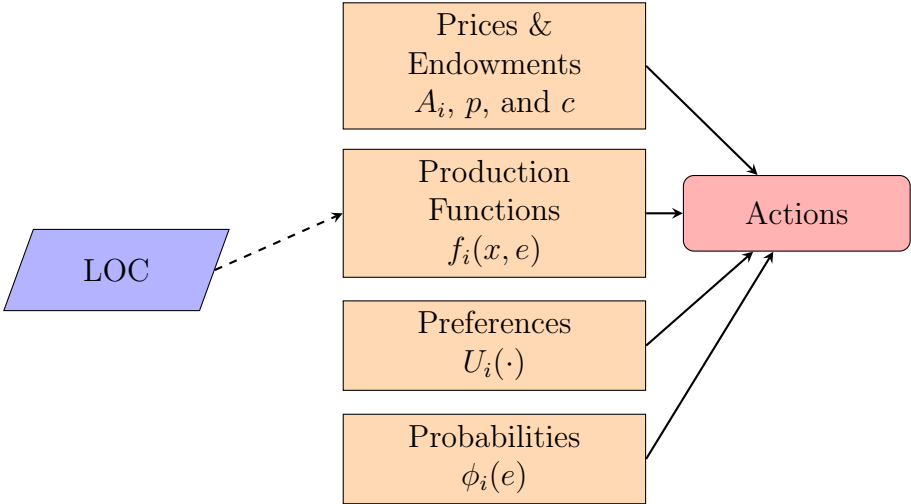 Prices &
Endowments
A_i, p, and c
Production
Functions
f_i(x, e)
Actions
LOC
Preferences
U_i(·)
Probabilities
ϕ_i(e)